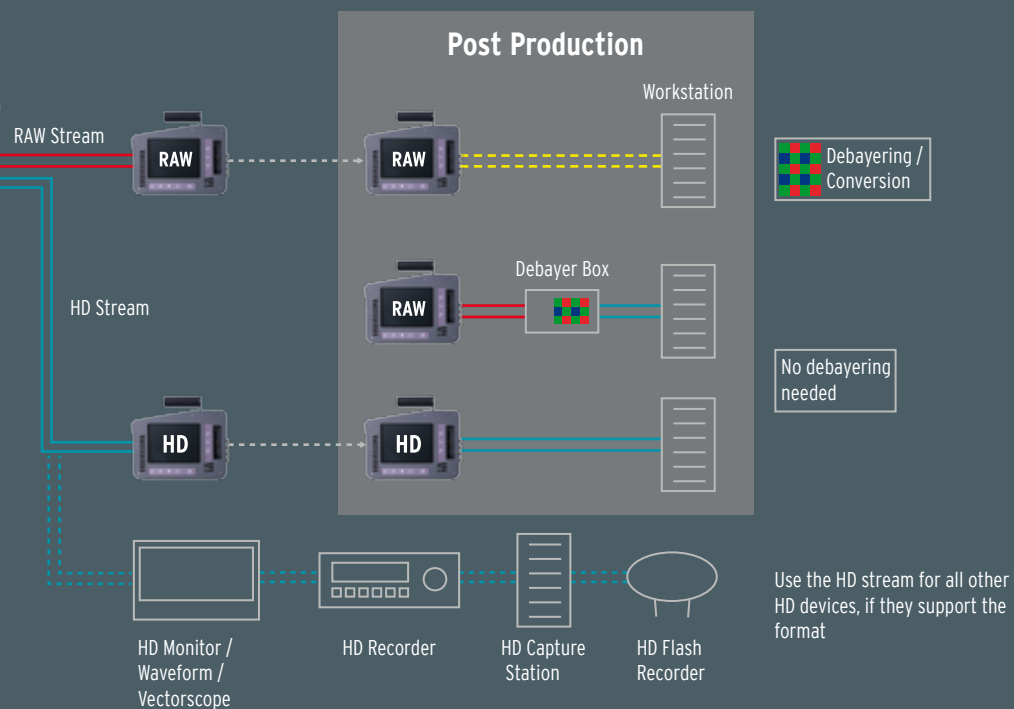 Post Production
Workstation
RAW Stream
RAW
RAW
Debayering /
Conversion
Debayer Box
HD Stream
RAW
No debayering
needed
HD
HD
Use the HD stream for all other
HD devices, if they support the
format
HD Monitor /
Waveform /
Vectorscope
HD Recorder
HD Capture
Station
HD Flash
Recorder